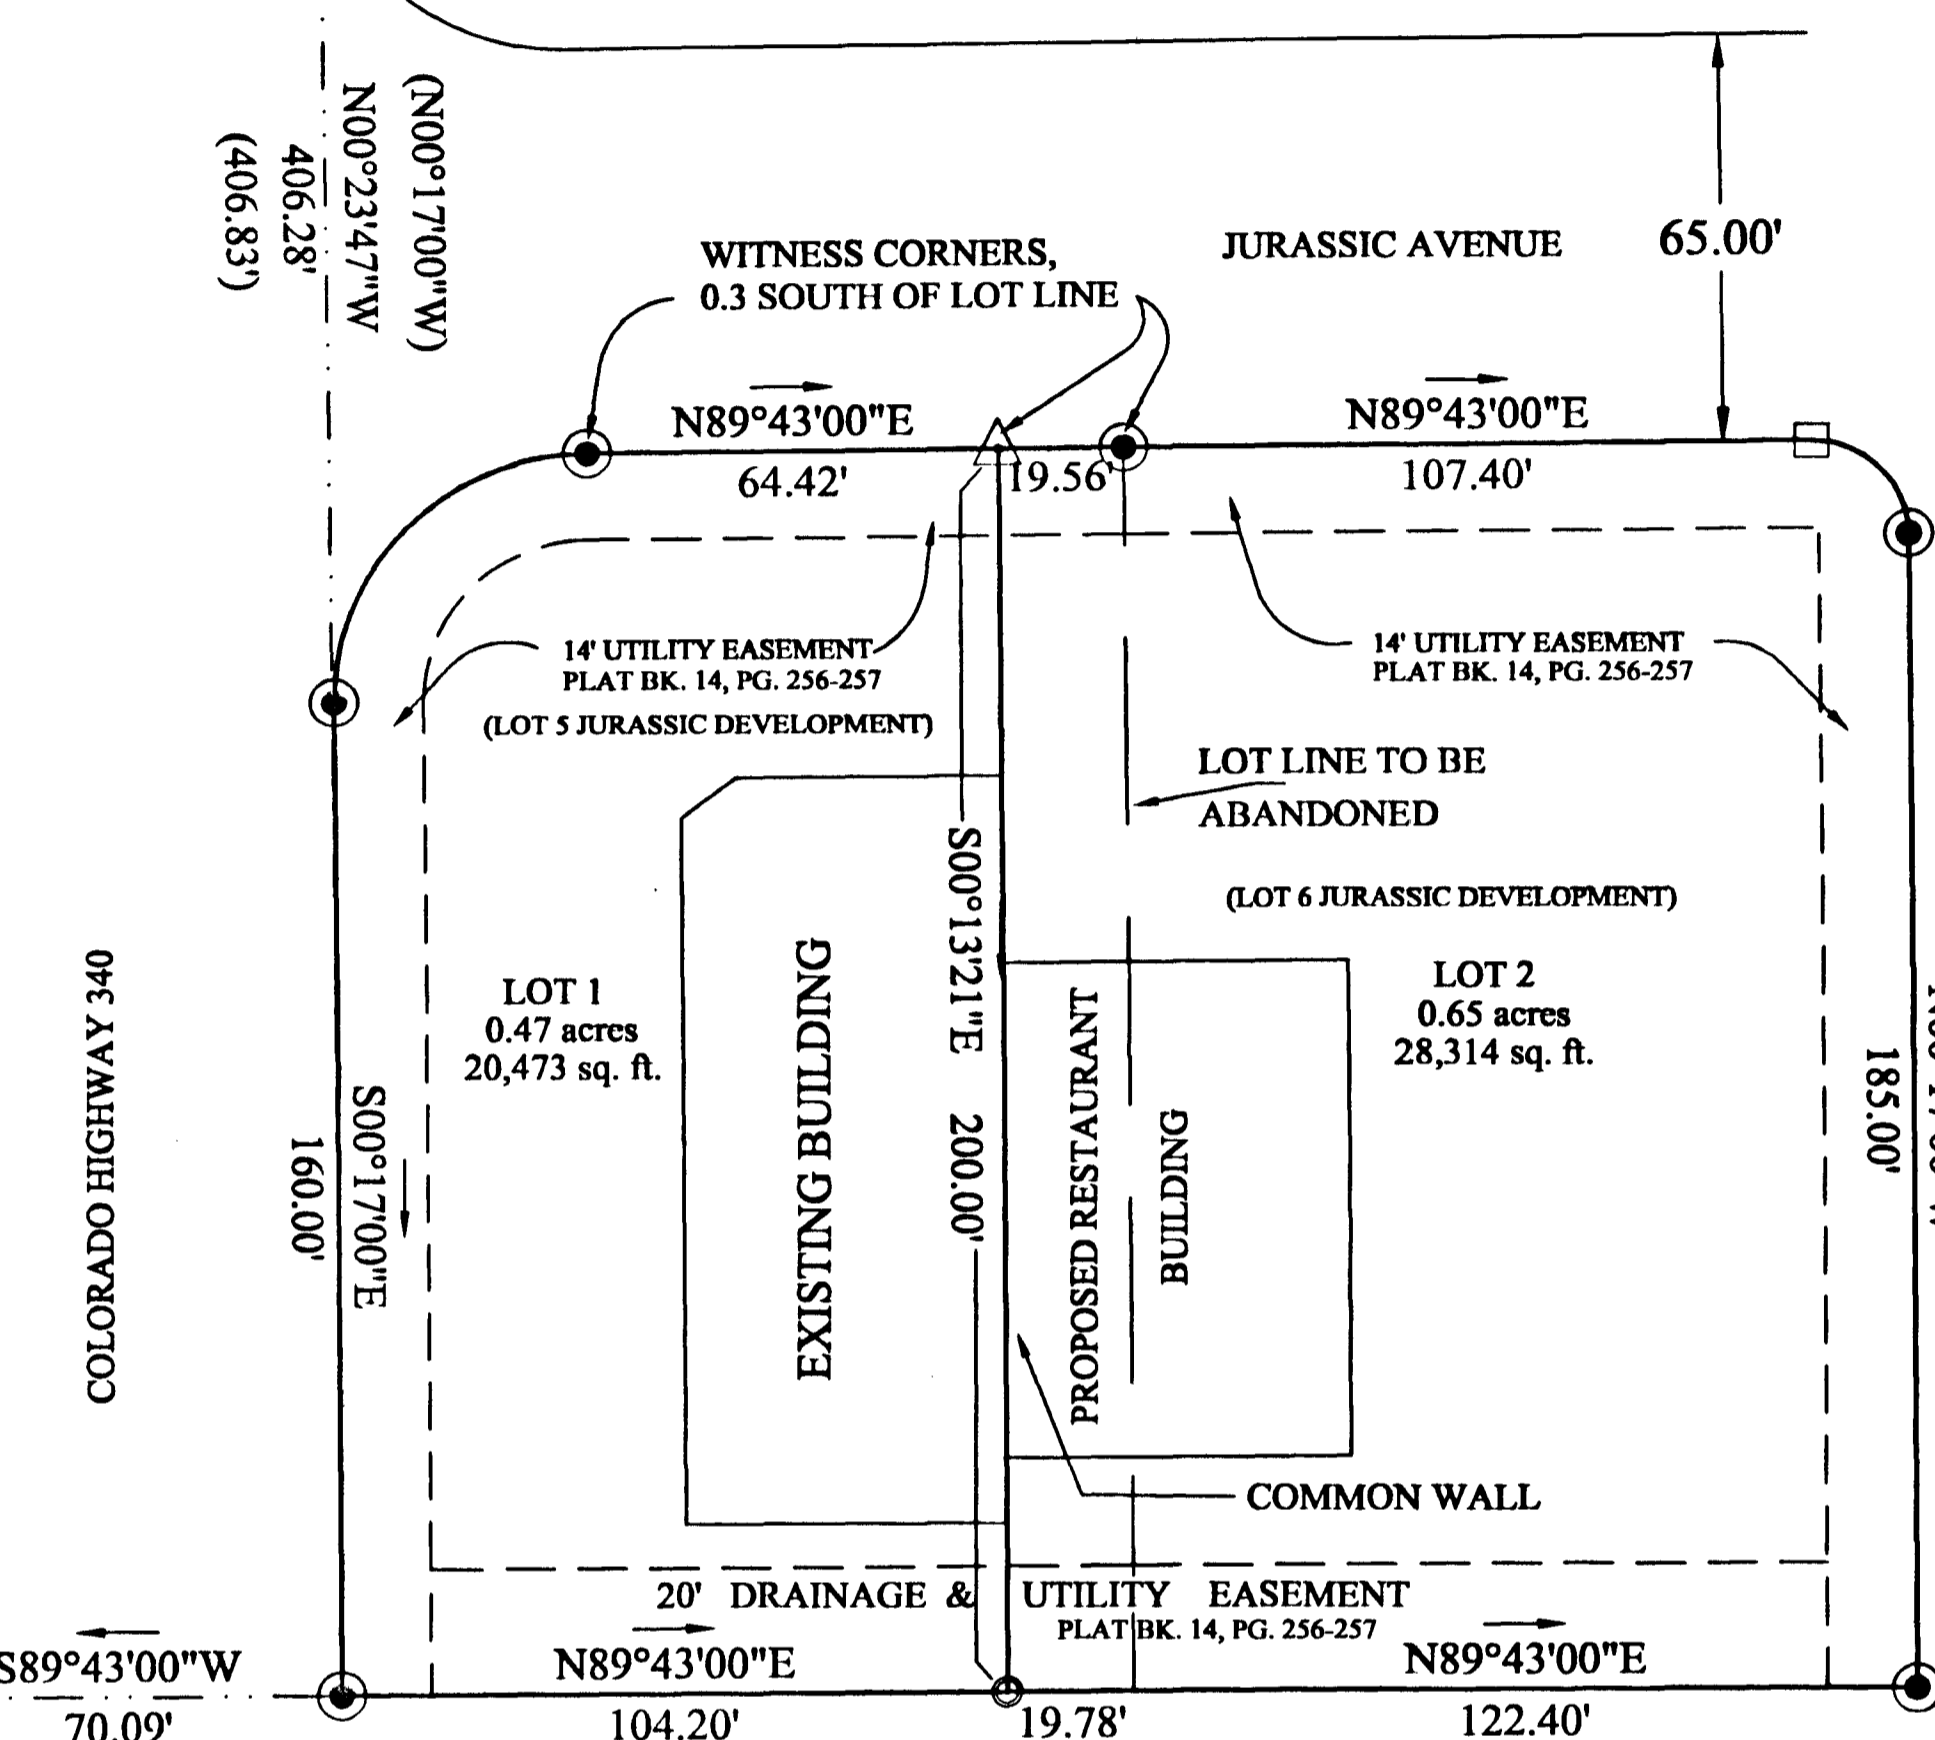 (N00°17'00"W)
N00°23'47"W
406.28'
(406.83')
WITNESS CORNERS,
0.3 SOUTH OF LOT LINE
JURASSIC AVENUE
65.00'
N89°43'00"E
64.42'
19.56'
N89°43'00"E
107.40'
14' UTILITY EASEMENT
PLAT BK. 14, PG. 256-257
(LOT 5 JURASSIC DEVELOPMENT)
14' UTILITY EASEMENT
PLAT BK. 14, PG. 256-257
LOT LINE TO BE
ABANDONED
(LOT 6 JURASSIC DEVELOPMENT)
COLORADO HIGHWAY 340
S00°17'00"E
160.00'
LOT 1
0.47 acres
20,473 sq. ft.
EXISTING BUILDING
S00°13'21"E 200.00'
PROPOSED RESTAURANT
BUILDING
LOT 2
0.65 acres
28,314 sq. ft.
185.00'
COMMON WALL
20' DRAINAGE & UTILITY EASEMENT
PLAT BK. 14, PG. 256-257
S89°43'00"W
70.09'
N89°43'00"E
104.20'
19.78'
N89°43'00"E
122.40'